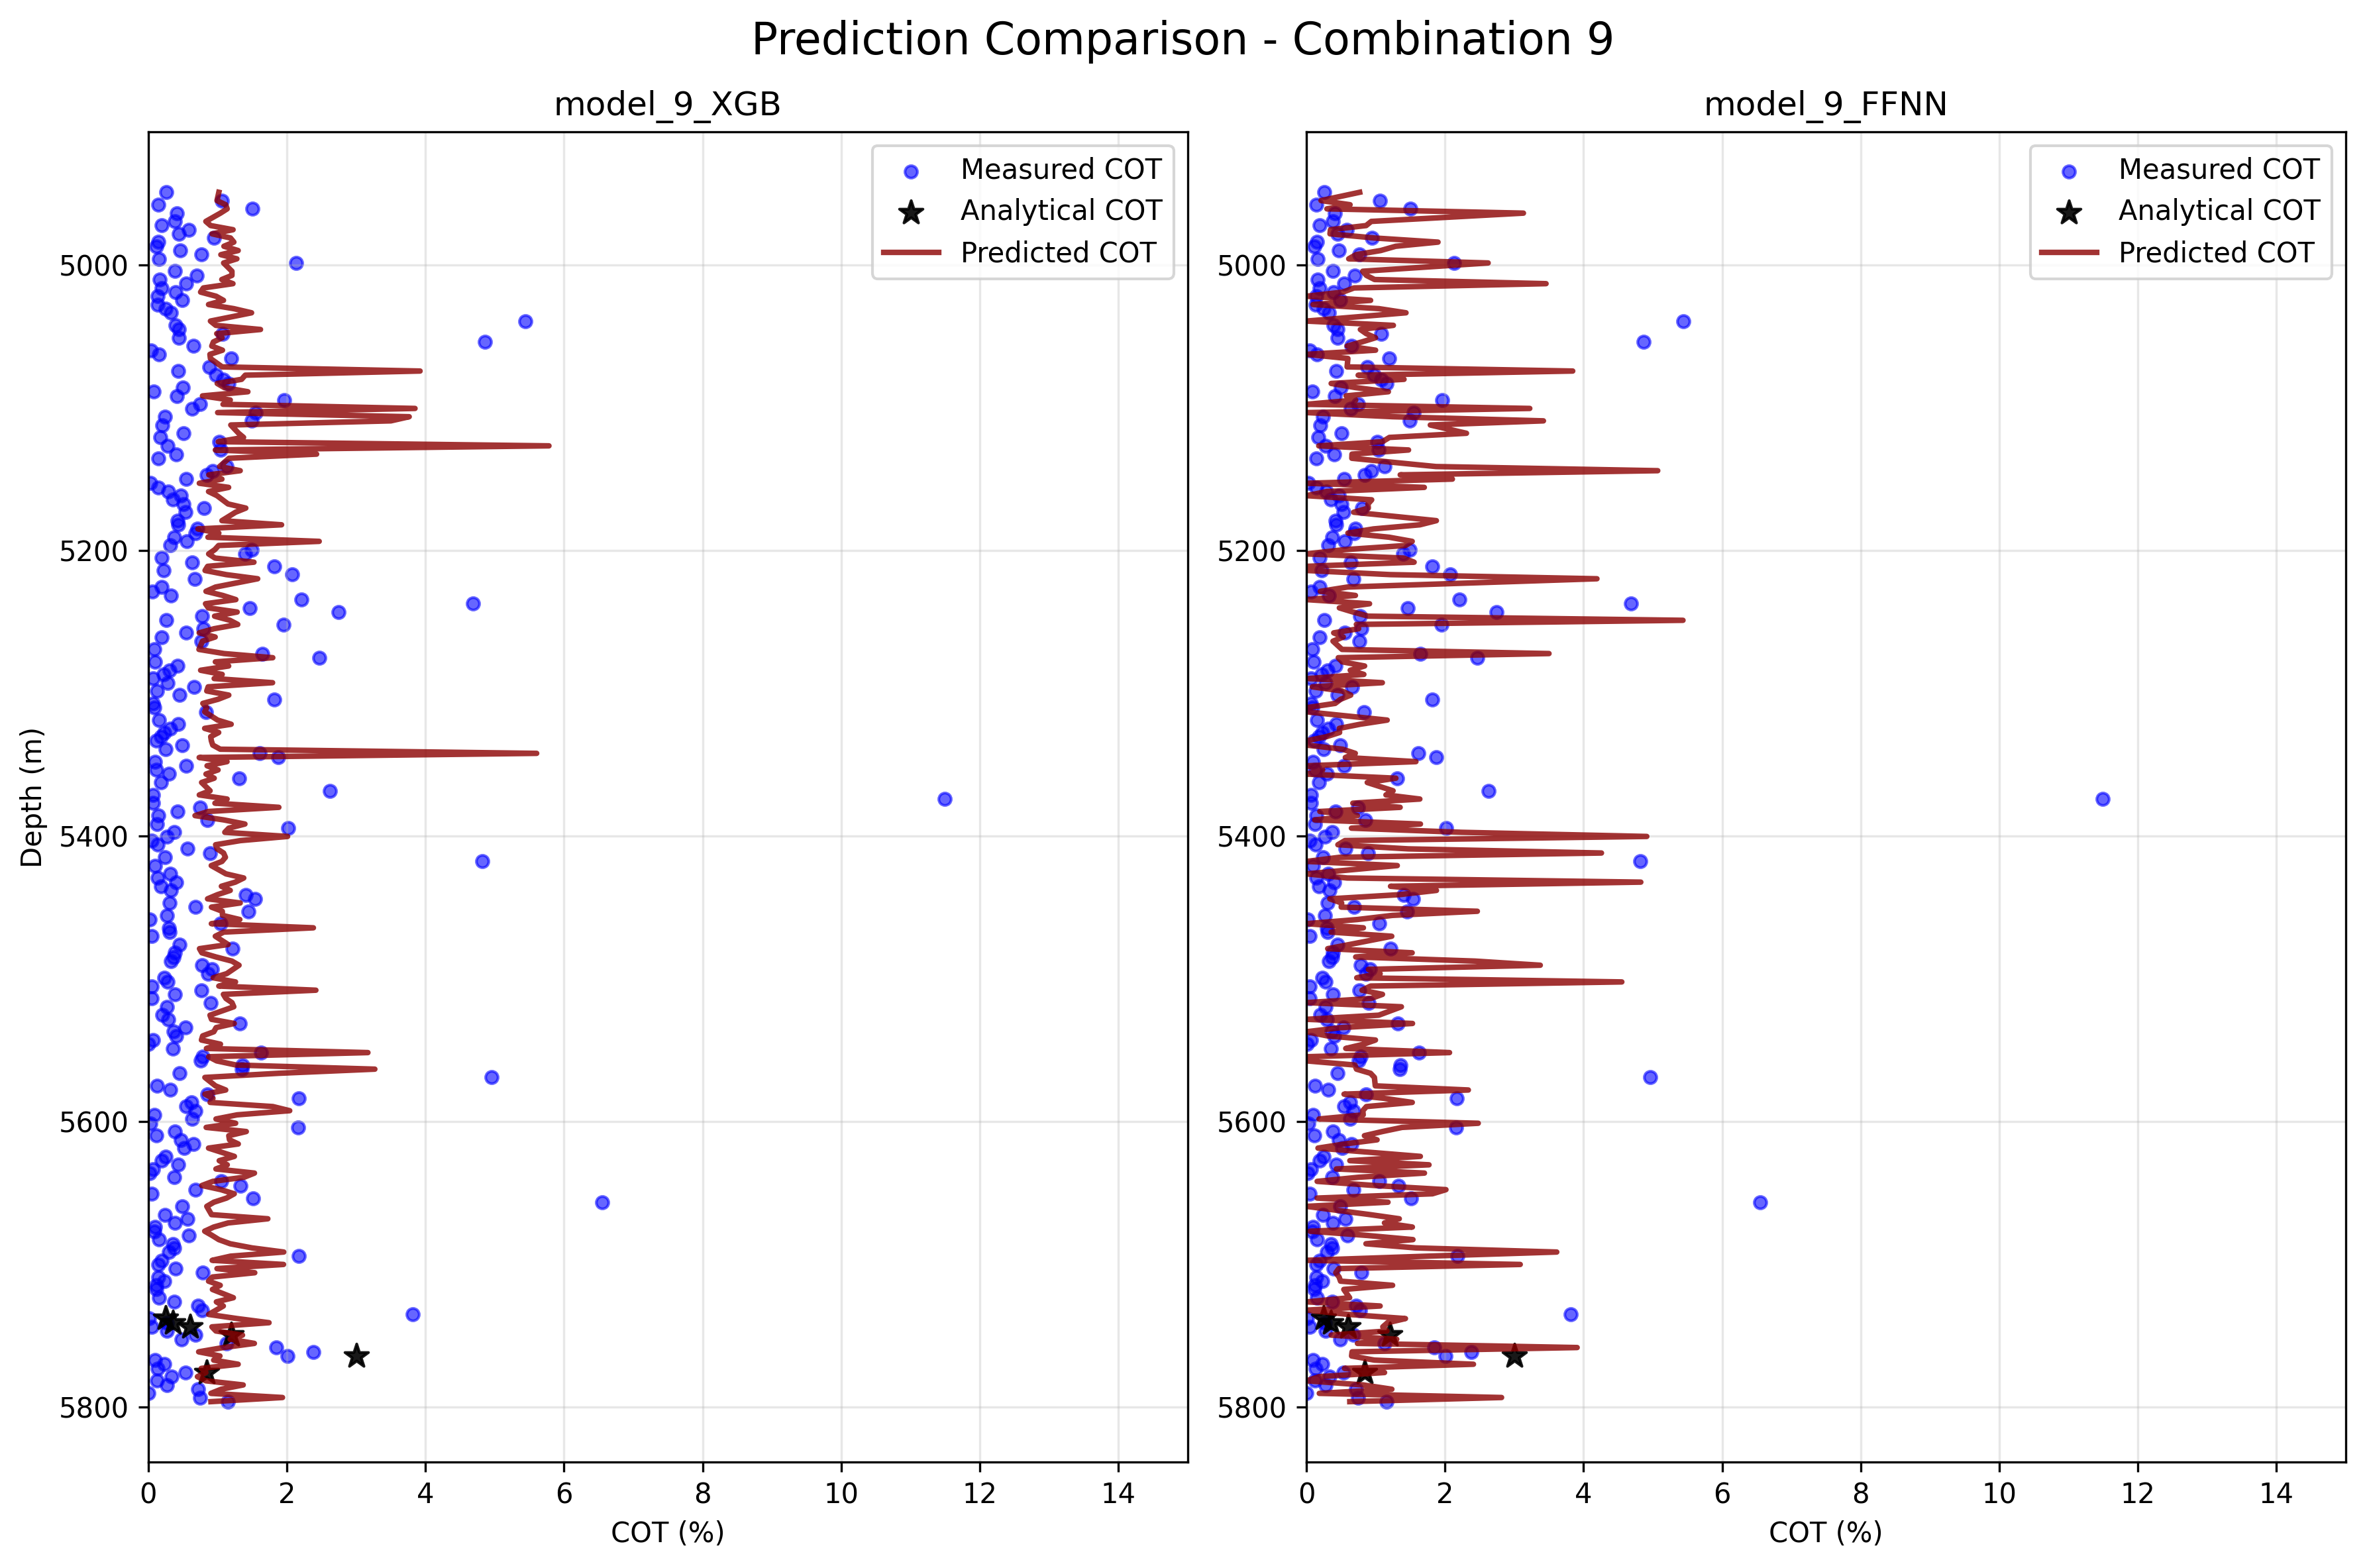 Prediction Comparison - Combination 9
model_9_XGB
Measured COT
Analytical COT
Predicted COT
5000
5200
5400
5600
5800
Depth (m)
0 2 4 6 8 10 12 14
COT (%)
model_9_FFNN
Measured COT
Analytical COT
Predicted COT
5000
5200
5400
5600
5800
0 2 4 6 8 10 12 14
COT (%)